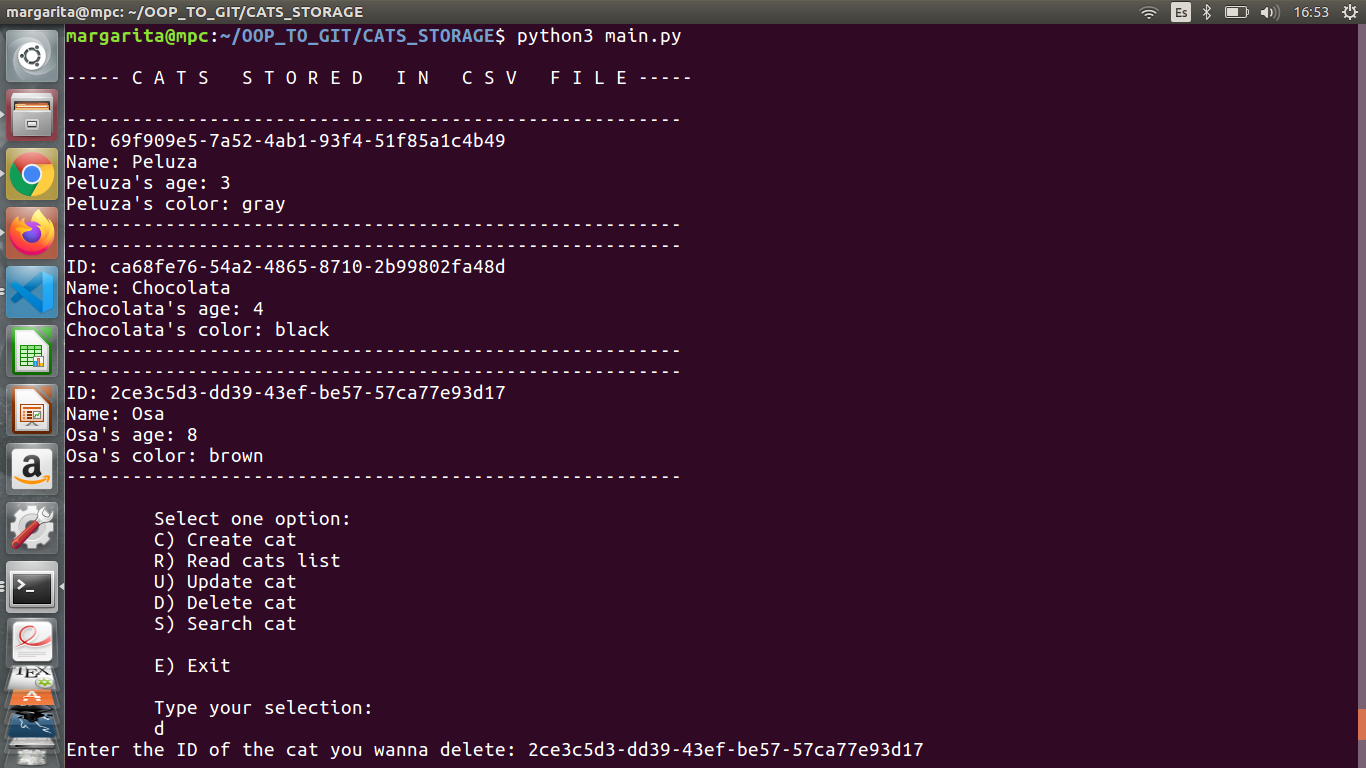 margarita@mpc: ~/OOP_TO_GIT/CATS_STORAGE
Es
16:53
margarita@mpc:~/OOP_TO_GIT/CATS_STORAGE$ python3 main.py
----- C A T S   S T O R E D   I N   C S V   F I L E -----
--------------------------------------------------------
ID: 69f909e5-7a52-4ab1-93f4-51f85a1c4b49
Name: Peluza
Peluza's age: 3
Peluza's color: gray
--------------------------------------------------------
--------------------------------------------------------
ID: ca68fe76-54a2-4865-8710-2b99802fa48d
Name: Chocolata
Chocolata's age: 4
Chocolata's color: black
--------------------------------------------------------
--------------------------------------------------------
ID: 2ce3c5d3-dd39-43ef-be57-57ca77e93d17
Name: Osa
Osa's age: 8
Osa's color: brown
--------------------------------------------------------
Select one option:
C) Create cat
R) Read cats list
U) Update cat
D) Delete cat
S) Search cat
E) Exit
Type your selection:
d
Enter the ID of the cat you wanna delete: 2ce3c5d3-dd39-43ef-be57-57ca77e93d17
a
>_
TEX
A